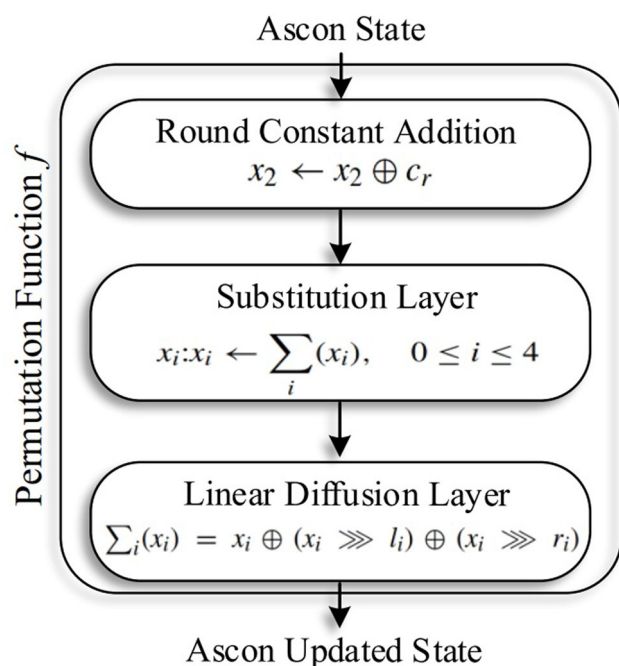 Ascon State
Permutation Function f
Round Constant Addition
x₂ ← x₂ ⊕ cᵣ
Substitution Layer
xᵢ:xᵢ ← ∑ᵢ(xᵢ), 0 ≤ i ≤ 4
Linear Diffusion Layer
∑ᵢ(xᵢ) = xᵢ ⊕ (xᵢ ⋙ lᵢ) ⊕ (xᵢ ⋙ rᵢ)
Ascon Updated State